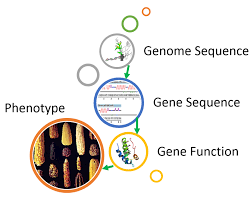 Genome Sequence
Gene Sequence
Phenotype
Gene Function